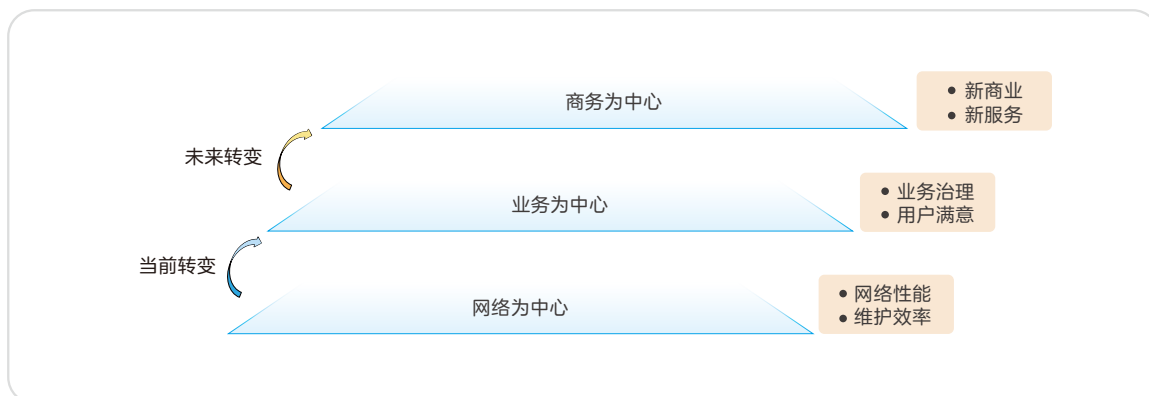 商务为中心
新商业
新服务
未来转变
业务为中心
业务治理
用户满意
当前转变
网络为中心
网络性能
维护效率